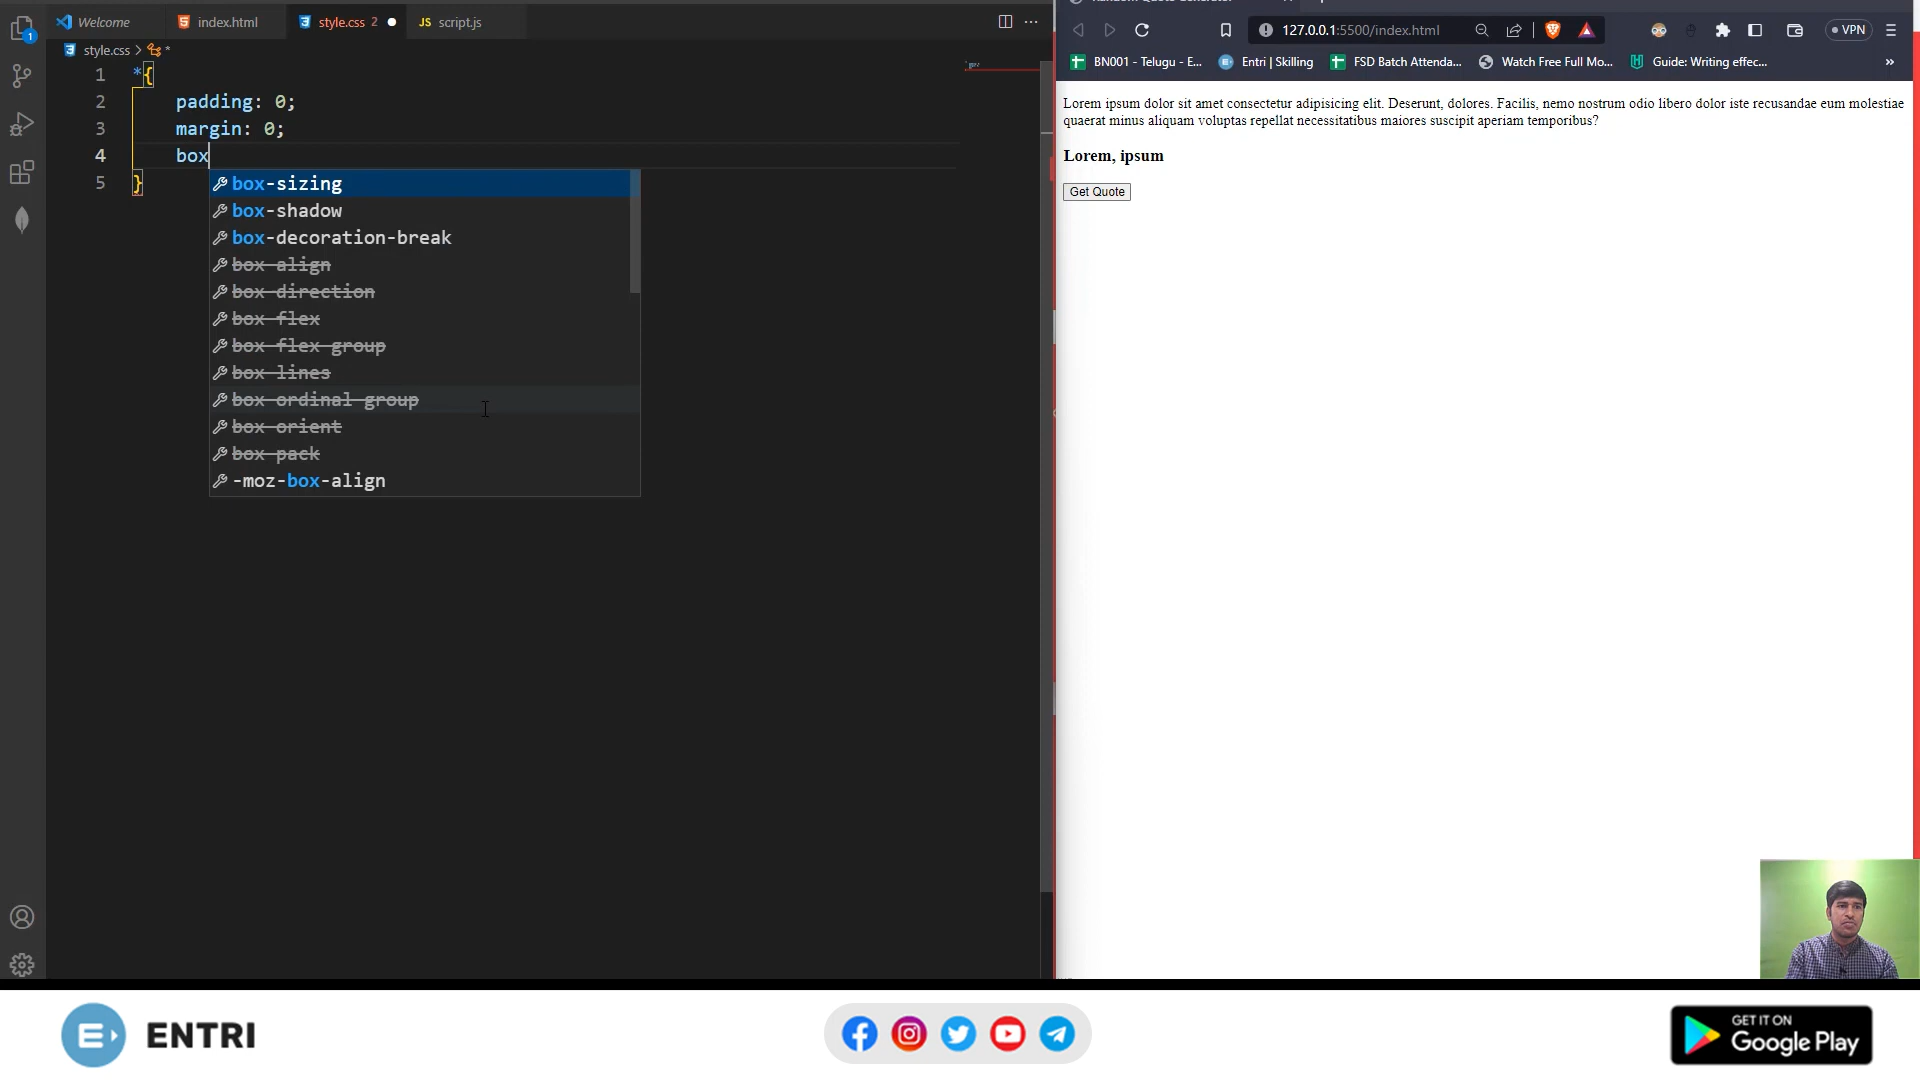 Welcome
index.html
style.css 2
JS script.js
style.css > *
1 *{
2 padding: 0;
3 margin: 0;
4 box
5 }
box-sizing
box-shadow
box-decoration-break
box-align
box-direction
box-flex
box-flex-group
box-lines
box-ordinal-group
box-orient
box-pack
-moz-box-align
1
127.0.0.1:5500/index.html
VPN
BN001 - Telugu - E...
Entri | Skilling
FSD Batch Attenda...
Watch Free Full Mo...
Guide: Writing effec...
»
Lorem ipsum dolor sit amet consectetur adipisicing elit. Deserunt, dolores. Facilis, nemo nostrum odio libero dolor iste recusandae eum molestiae
quaerat minus aliquam voluptas repellat necessitatibus maiores suscipit aperiam temporibus?
Lorem, ipsum
Get Quote
E ENTRI
GET IT ON
Google Play